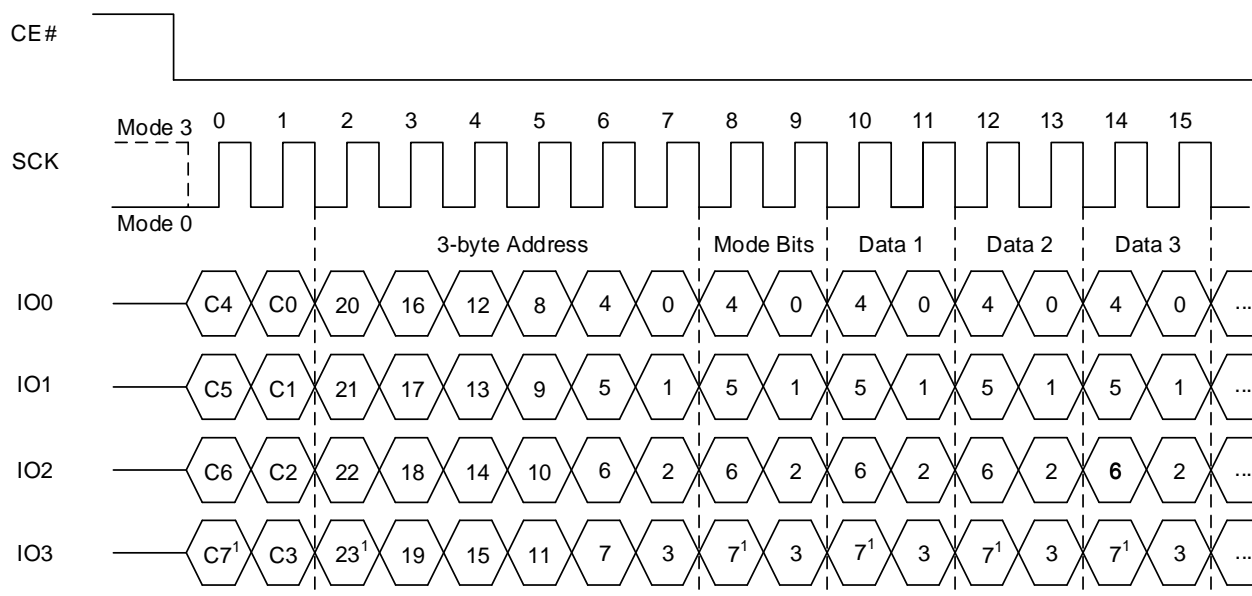 CE#
Mode 3 0 1 2 3 4 5 6 7 8 9 10 11 12 13 14 15
SCK
Mode 0
3-byte Address Mode Bits Data 1 Data 2 Data 3
IO0 C4 C0 20 16 12 8 4 0 4 0 4 0 4 0 4 0 ...
IO1 C5 C1 21 17 13 9 5 1 5 1 5 1 5 1 5 1 ...
IO2 C6 C2 22 18 14 10 6 2 6 2 6 2 6 2 6 2 ...
IO3 C7¹ C3 23¹ 19 15 11 7 3 7¹ 3 7¹ 3 7¹ 3 7¹ 3 ...